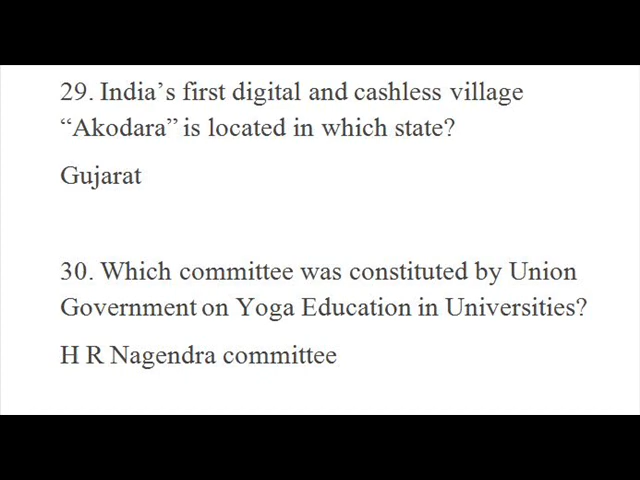 29. India’s first digital and cashless village
“Akodara” is located in which state?
Gujarat
30. Which committee was constituted by Union
Government on Yoga Education in Universities?
H R Nagendra committee